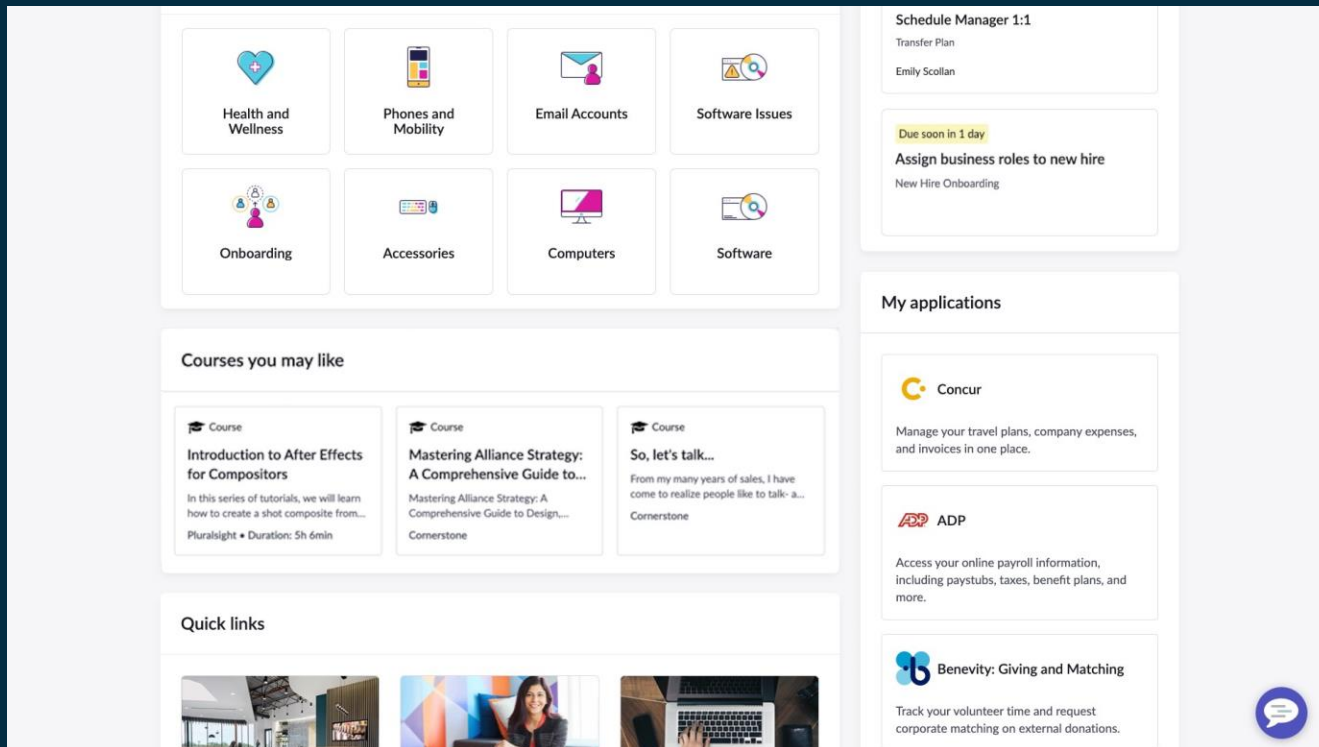 Health and
Wellness
Phones and
Mobility
Email Accounts
Software Issues
Onboarding
Accessories
Computers
Software
Courses you may like
Course
Introduction to After Effects
for Compositors
In this series of tutorials, we will learn
how to create a shot composite from...
Pluralsight • Duration: 5h 6min
Course
Mastering Alliance Strategy:
A Comprehensive Guide to...
Mastering Alliance Strategy: A
Comprehensive Guide to Design,...
Cornerstone
Course
So, let's talk...
From my many years of sales, I have
come to realize people like to talk- a...
Cornerstone
Quick links
Schedule Manager 1:1
Transfer Plan
Emily Scollan
Due soon in 1 day
Assign business roles to new hire
New Hire Onboarding
My applications
Concur
Manage your travel plans, company expenses,
and invoices in one place.
ADP
ADP
Access your online payroll information,
including paystubs, taxes, benefit plans, and
more.
Benevity: Giving and Matching
Track your volunteer time and request
corporate matching on external donations.